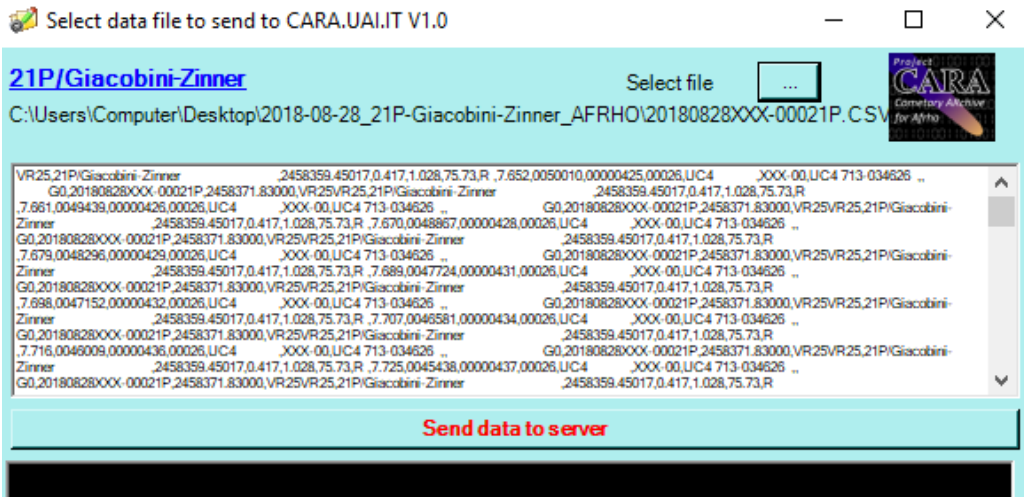 Select data file to send to CARA.UAI.IT V1.0
21P/Giacobini-Zinner
Select file
...
Project
CARA
Cometary ARchive
for Afrho
C:\Users\Computer\Desktop\2018-08-28_21P-Giacobini-Zinner_AFRHO\20180828XXX-00021P.CSV
VR25,21P/Giacobini-Zinner ,2458359.45017,0.417,1.028,75.73,R ,7.652,0050010,00000425,00026,UC4 ,XXX-00,UC4 713-034626 ,,
G0,20180828XXX-00021P,2458371.83000,VR25VR25,21P/Giacobini-Zinner ,2458359.45017,0.417,1.028,75.73,R
,7.661,0049439,00000426,00026,UC4 ,XXX-00,UC4 713-034626 ,, G0,20180828XXX-00021P,2458371.83000,VR25VR25,21P/Giacobini-
Zinner ,2458359.45017,0.417,1.028,75.73,R ,7.670,0048867,00000428,00026,UC4 ,XXX-00,UC4 713-034626 ,,
G0,20180828XXX-00021P,2458371.83000,VR25VR25,21P/Giacobini-Zinner ,2458359.45017,0.417,1.028,75.73,R
,7.679,0048296,00000429,00026,UC4 ,XXX-00,UC4 713-034626 ,, G0,20180828XXX-00021P,2458371.83000,VR25VR25,21P/Giacobini-
Zinner ,2458359.45017,0.417,1.028,75.73,R ,7.689,0047724,00000431,00026,UC4 ,XXX-00,UC4 713-034626 ,,
G0,20180828XXX-00021P,2458371.83000,VR25VR25,21P/Giacobini-Zinner ,2458359.45017,0.417,1.028,75.73,R
,7.698,0047152,00000432,00026,UC4 ,XXX-00,UC4 713-034626 ,, G0,20180828XXX-00021P,2458371.83000,VR25VR25,21P/Giacobini-
Zinner ,2458359.45017,0.417,1.028,75.73,R ,7.707,0046581,00000434,00026,UC4 ,XXX-00,UC4 713-034626 ,,
G0,20180828XXX-00021P,2458371.83000,VR25VR25,21P/Giacobini-Zinner ,2458359.45017,0.417,1.028,75.73,R
,7.716,0046009,00000436,00026,UC4 ,XXX-00,UC4 713-034626 ,, G0,20180828XXX-00021P,2458371.83000,VR25VR25,21P/Giacobini-
Zinner ,2458359.45017,0.417,1.028,75.73,R ,7.725,0045438,00000437,00026,UC4 ,XXX-00,UC4 713-034626 ,,
G0,20180828XXX-00021P,2458371.83000,VR25VR25,21P/Giacobini-Zinner ,2458359.45017,0.417,1.028,75.73,R
Send data to server